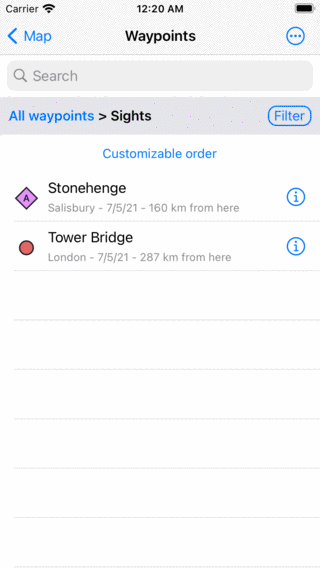 Carrier 12:20 AM
Map Waypoints
Search
All waypoints > Sights Filter
Customizable order
A Stonehenge
Salisbury - 7/5/21 - 160 km from here
Tower Bridge
London - 7/5/21 - 287 km from here